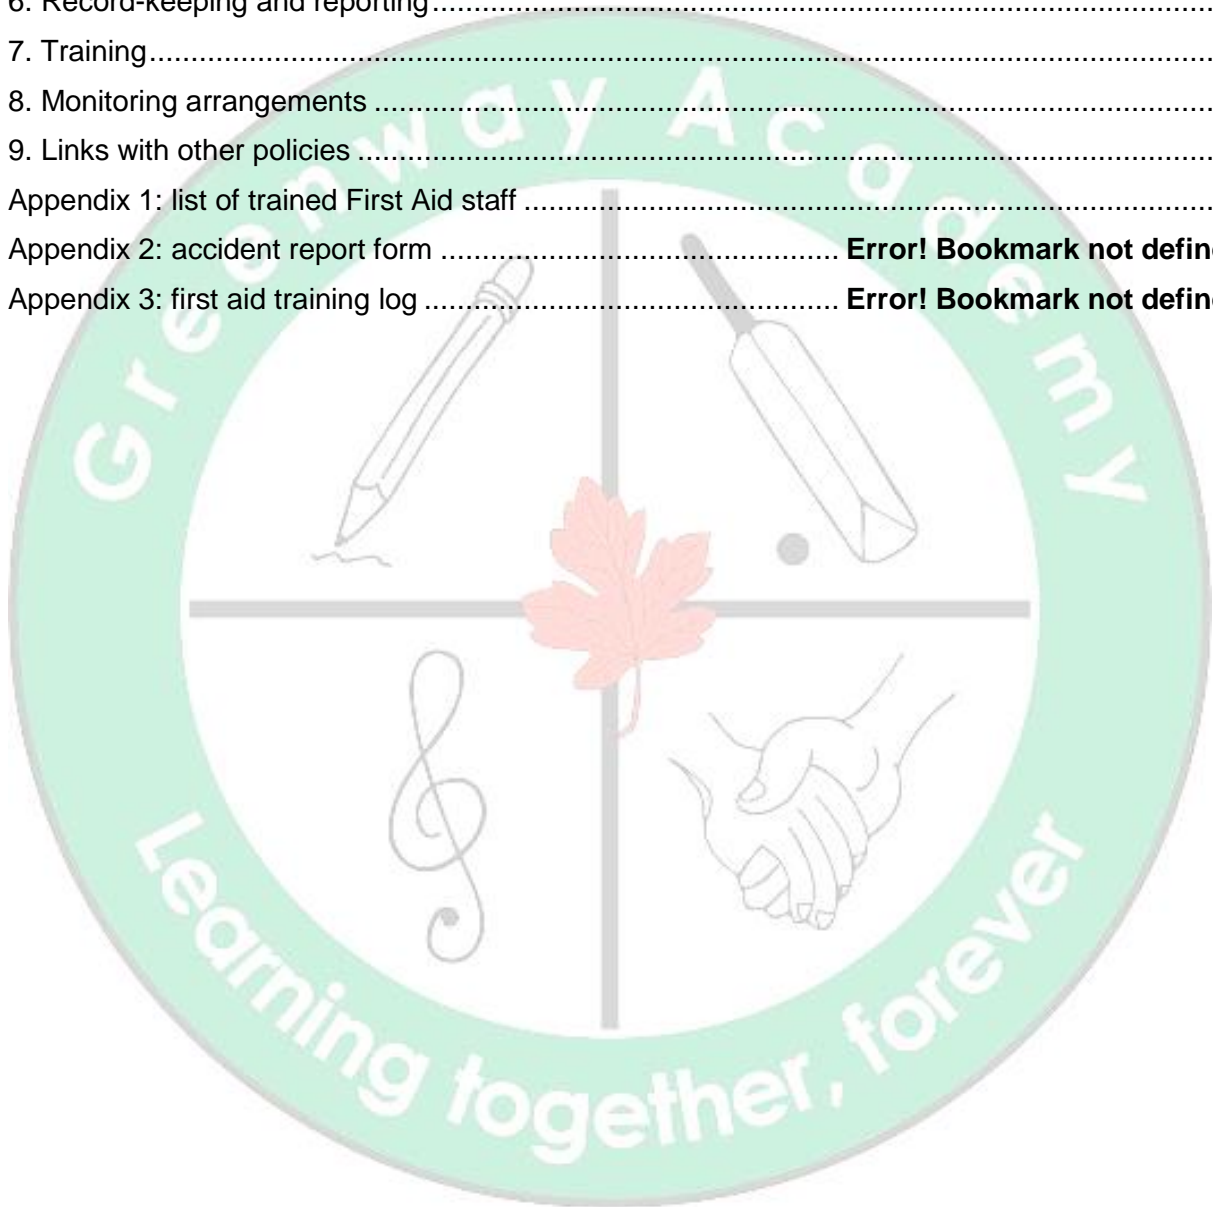 6. Record-keeping and reporting.......................................................................................................
7. Training.......................................................................................................................................
8. Monitoring arrangements ...........................................................................................................
9. Links with other policies .............................................................................................................
Appendix 1: list of trained First Aid staff .........................................................................................
Appendix 2: accident report form ................................................ Error! Bookmark not define
Appendix 3: first aid training log .................................................. Error! Bookmark not define
Greenway Academy
Learning together, forever